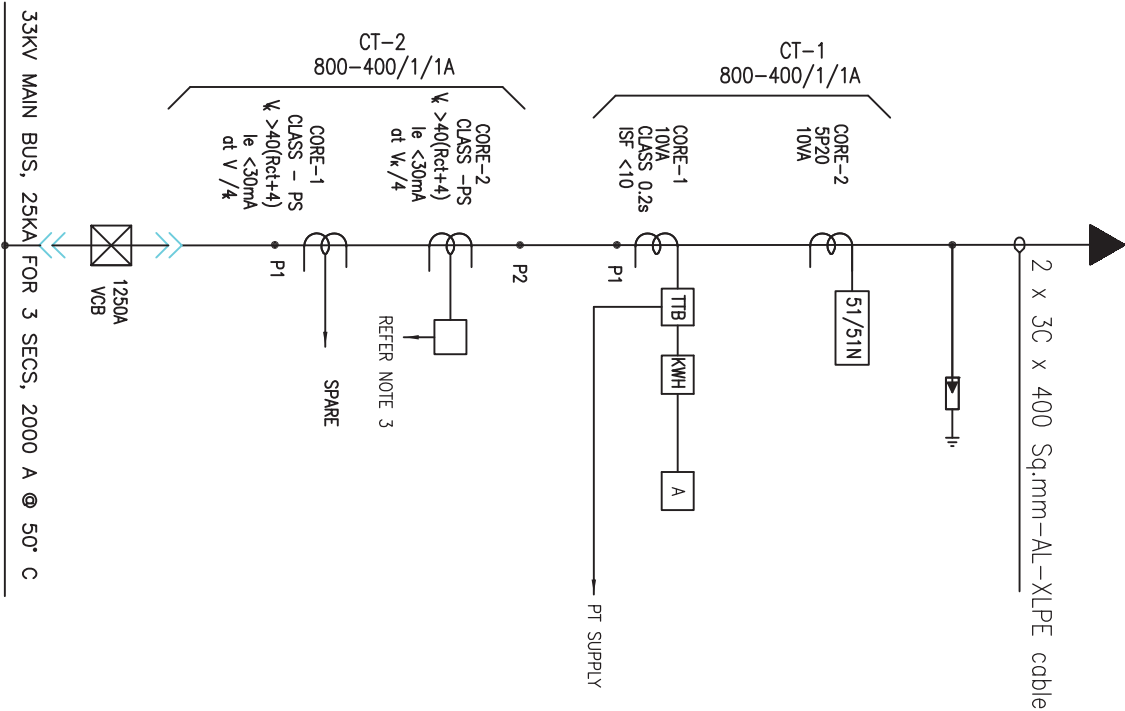 33KV MAIN BUS, 25KA FOR 3 SECS, 2000 A @ 50° C
1250A
VCB
CT-2
800-400/1/1A
CORE-1
CLASS - PS
Vk >40(Rct+4)
Ie <30mA
at V /4
CORE-2
CLASS -PS
Vk >40(Rct+4)
Ie <30mA
at VK/4
P1
SPARE
REFER NOTE 3
P2
CT-1
800-400/1/1A
CORE-1
10VA
CLASS 0.2s
ISF <10
CORE-2
5P20
10VA
P1
TTB
KWH
A
PT SUPPLY
51/51N
2 x 3C x 400 Sq.mm-AL-XLPE cable